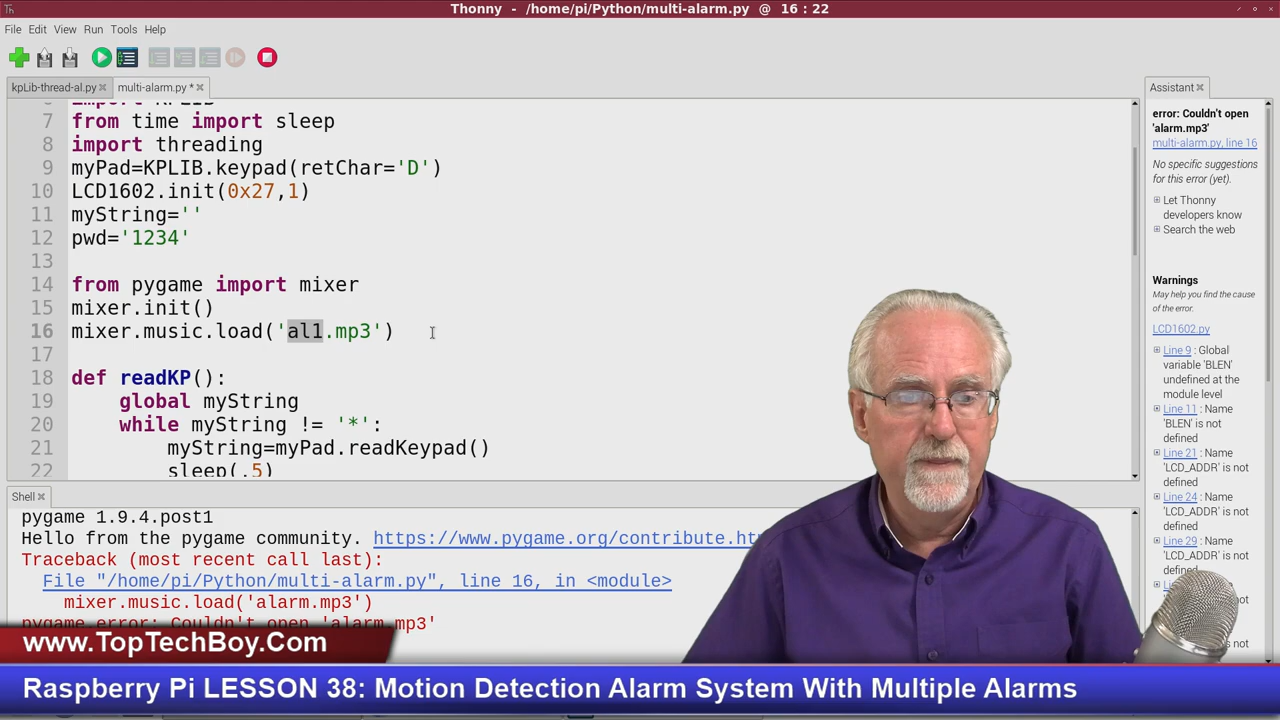 Thonny - /home/pi/Python/multi-alarm.py @ 16 : 22
File Edit View Run Tools Help
kpLib-thread-al.py
multi-alarm.py *
7 from time import sleep
8 import threading
9 myPad=KPLIB.keypad(retChar='D')
10 LCD1602.init(0x27,1)
11 myString=''
12 pwd='1234'
13
14 from pygame import mixer
15 mixer.init()
16 mixer.music.load('al1.mp3')
17
18 def readKP():
19 global myString
20 while myString != '*':
21 myString=myPad.readKeypad()
22 sleep(.5)
Shell
pygame 1.9.4.post1
Hello from the pygame community.
Traceback (most recent call last):
File "/home/pi/Python/multi-alarm.py", line 16, in <module>
mixer.music.load('alarm.mp3')
pygame.error: Couldn't open 'alarm.mp3'
Assistant
error: Couldn't open
'alarm.mp3'
multi-alarm.py, line 16
No specific suggestions
for this error (yet).
Let Thonny
developers know
Search the web
Warnings
May help you find the cause
of the error.
LCD1602.py
Line 9 : Global
variable 'BLEN'
undefined at the
module level
Line 11 : Name
'BLEN' is not
defined
Line 21 : Name
'LCD_ADDR' is not
defined
Line 24 : Name
'LCD_ADDR' is not
defined
Line 29 : Name
'LCD_ADDR' is not
defined
www.TopTechBoy.Com
Raspberry Pi LESSON 38: Motion Detection Alarm System With Multiple Alarms